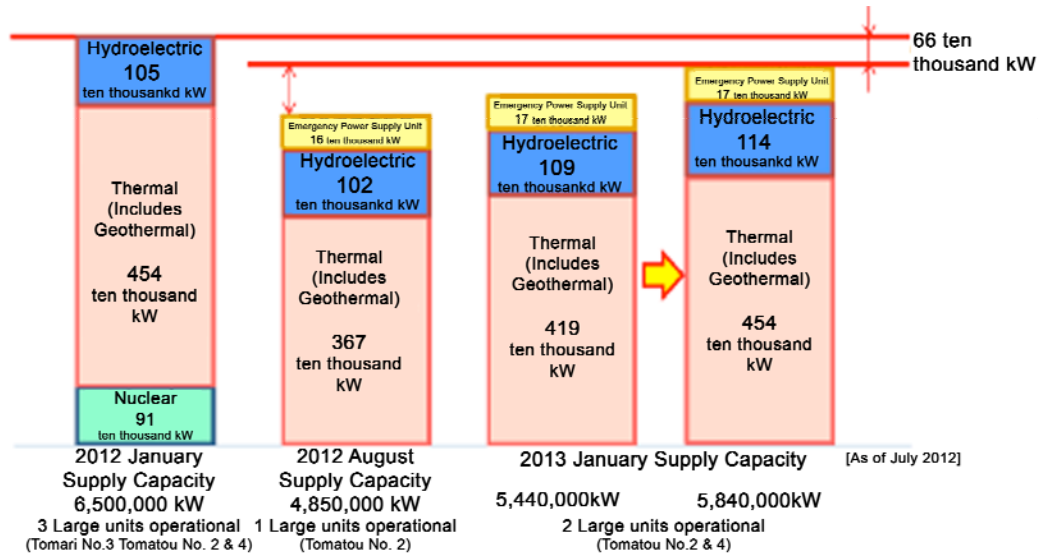 66 ten
thousand kW
Hydroelectric
105
ten thousankd kW
Thermal
(Includes
Geothermal)
454
ten thousand
kW
Nuclear
91
ten thousand kW
2012 January
Supply Capacity
6,500,000 kW
3 Large units operational
(Tomari No.3 Tomatou No. 2 & 4)
Emergency Power Supply Unit
16 ten thousand kW
Hydroelectric
102
ten thousankd kW
Thermal
(Includes
Geothermal)
367
ten thousand
kW
2012 August
Supply Capacity
4,850,000 kW
1 Large units operational
(Tomatou No. 2)
Emergency Power Supply Unit
17 ten thousand kW
Hydroelectric
109
ten thousankd kW
Thermal
(Includes
Geothermal)
419
ten thousand
kW
Emergency Power Supply Unit
17 ten thousand kW
Hydroelectric
114
ten thousankd kW
Thermal
(Includes
Geothermal)
454
ten thousand
kW
2013 January Supply Capacity
[As of July 2012]
5,440,000kW
5,840,000kW
2 Large units operational
(Tomatou No.2 & 4)